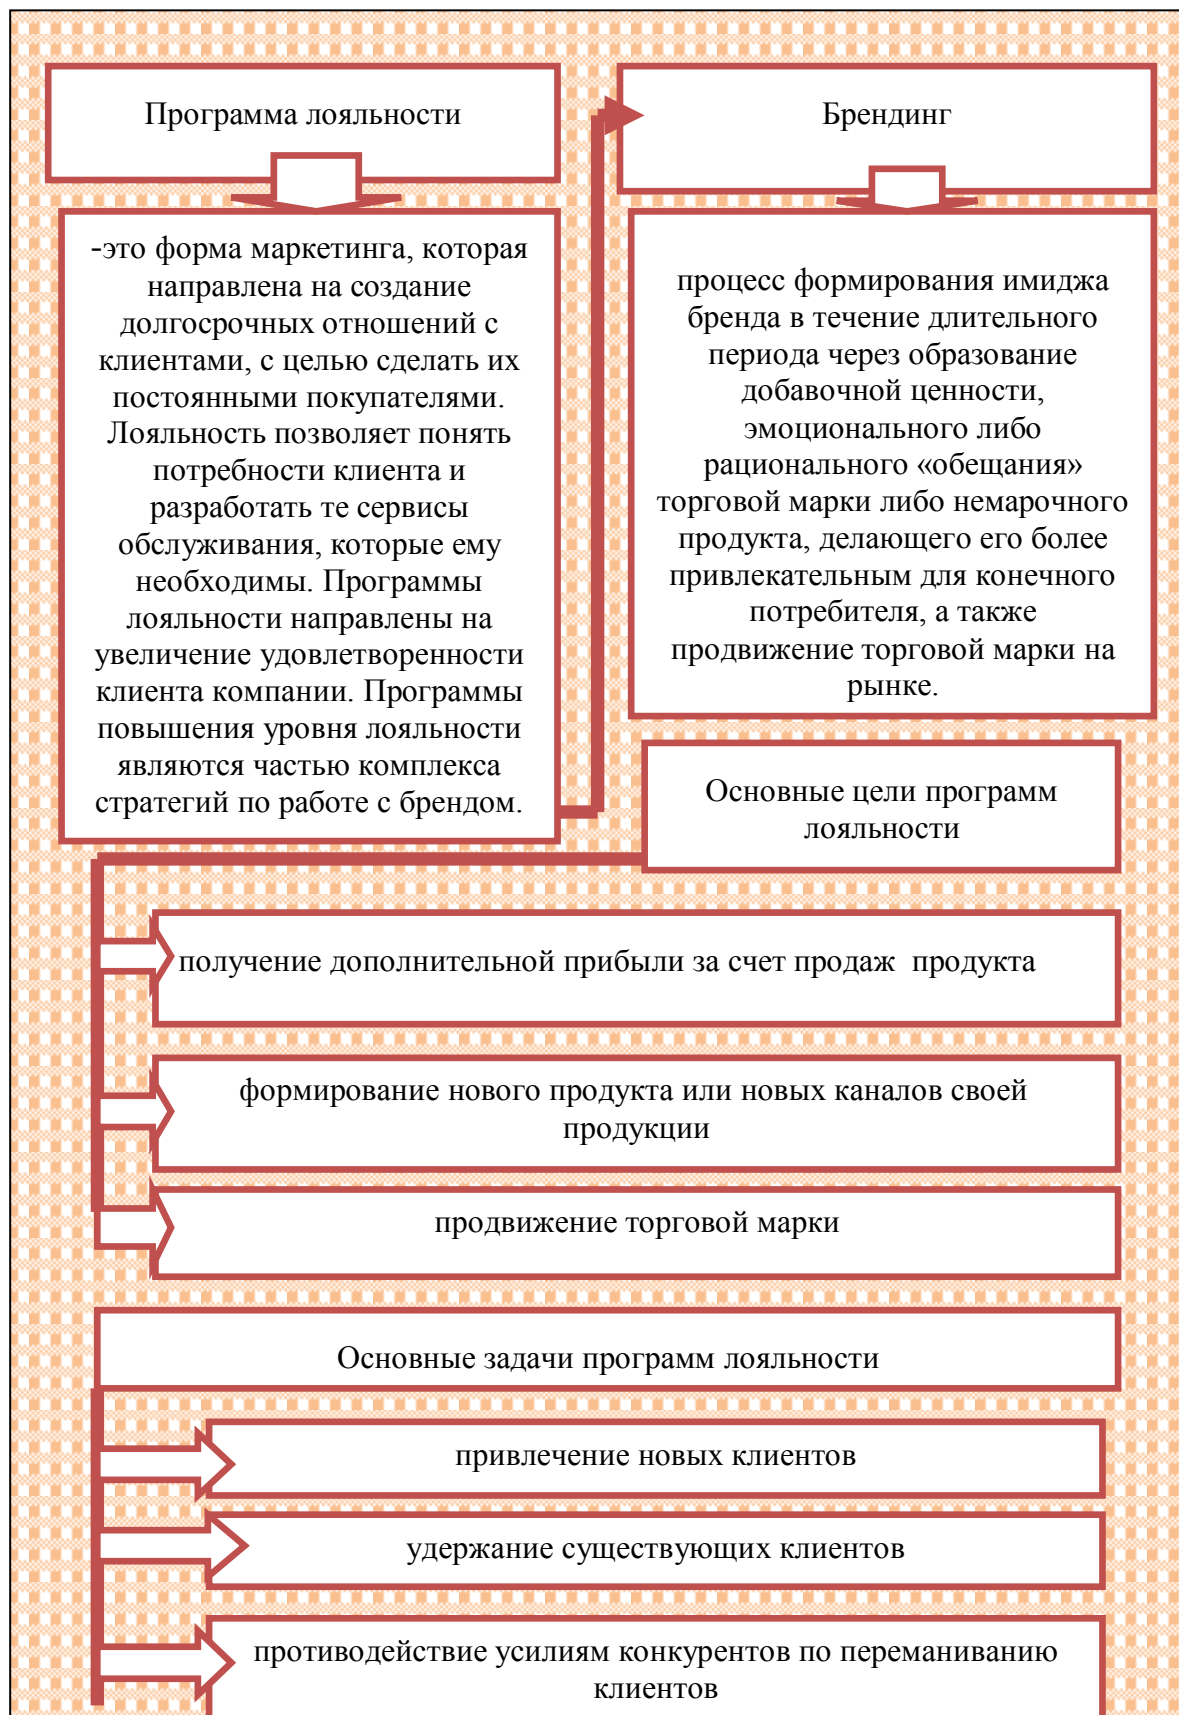 Программа лояльности
-это форма маркетинга, которая
направлена на создание
долгосрочных отношений с
клиентами, с целью сделать их
постоянными покупателями.
Лояльность позволяет понять
потребности клиента и
разработать те сервисы
обслуживания, которые ему
необходимы. Программы
лояльности направлены на
увеличение удовлетворенности
клиента компании. Программы
повышения уровня лояльности
являются частью комплекса
стратегий по работе с брендом.
Брендинг
процесс формирования имиджа
бренда в течение длительного
периода через образование
добавочной ценности,
эмоционального либо
рационального «обещания»
торговой марки либо немарочного
продукта, делающего его более
привлекательным для конечного
потребителя, а также
продвижение торговой марки на
рынке.
Основные цели программ
лояльности
получение дополнительной прибыли за счет продаж  продукта
формирование нового продукта или новых каналов своей
продукции
продвижение торговой марки
Основные задачи программ лояльности
привлечение новых клиентов
удержание существующих клиентов
противодействие усилиям конкурентов по переманиванию
клиентов